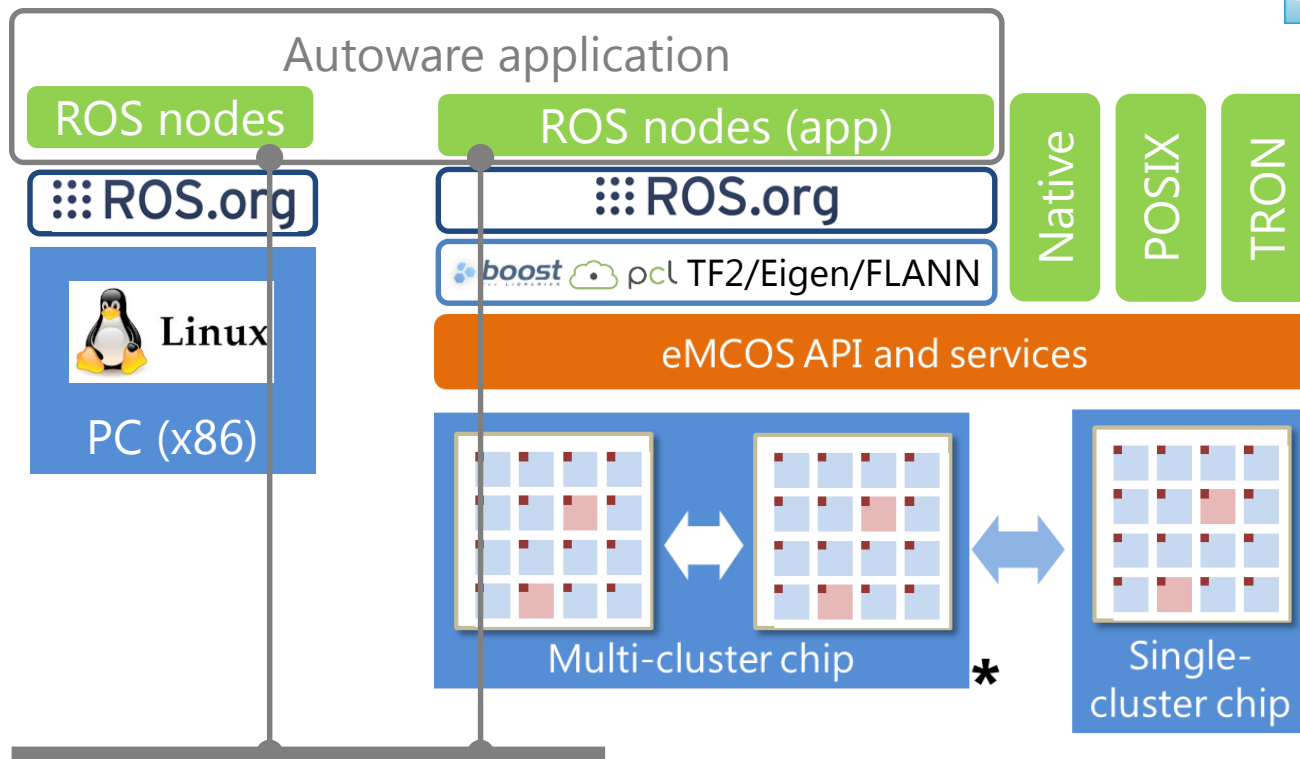 Autoware application
ROS nodes
ROS nodes (app)
Native
POSIX
TRON
ROS.org
ROS.org
boost pcl TF2/Eigen/FLANN
Linux
PC (x86)
eMCOS API and services
Multi-cluster chip
*
Single-
cluster chip